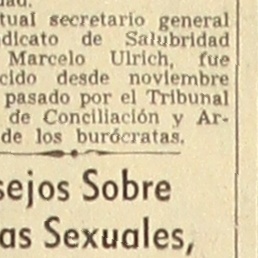 tual secretario general
dicato de Salubridad
Marcelo Ulrich, fue
cido desde noviembre
pasado por el Tribunal
de Conciliación y Ar-
de los burócratas.
sejos Sobre
as Sexuales,